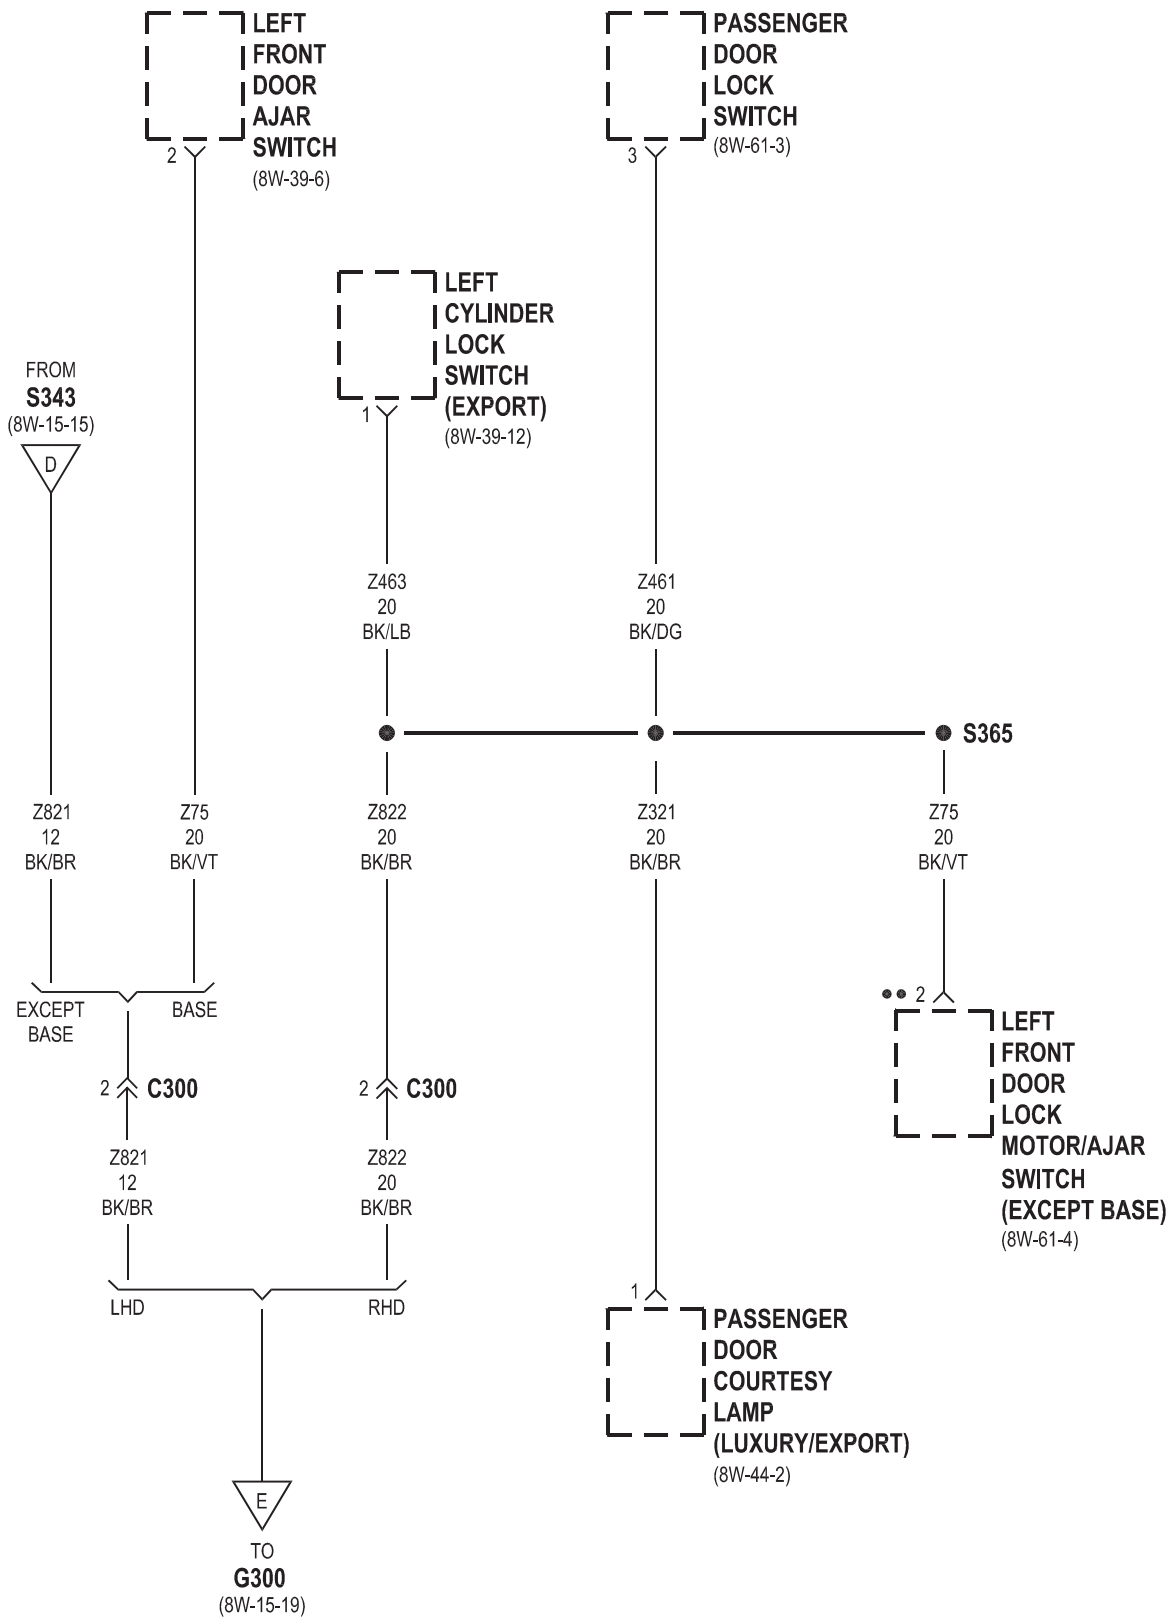 LEFT
FRONT
DOOR
AJAR
SWITCH
(8W-39-6)
2
PASSENGER
DOOR
LOCK
SWITCH
(8W-61-3)
3
LEFT
CYLINDER
LOCK
SWITCH
(EXPORT)
(8W-39-12)
1
FROM
S343
(8W-15-15)
D
Z463
20
BK/LB
Z461
20
BK/DG
S365
Z821
12
BK/BR
Z75
20
BK/VT
Z822
20
BK/BR
Z321
20
BK/BR
Z75
20
BK/VT
EXCEPT
BASE
BASE
2
LEFT
FRONT
DOOR
LOCK
MOTOR/AJAR
SWITCH
(EXCEPT BASE)
(8W-61-4)
2 C300
2 C300
Z821
12
BK/BR
Z822
20
BK/BR
LHD
RHD
1
PASSENGER
DOOR
COURTESY
LAMP
(LUXURY/EXPORT)
(8W-44-2)
E
TO
G300
(8W-15-19)